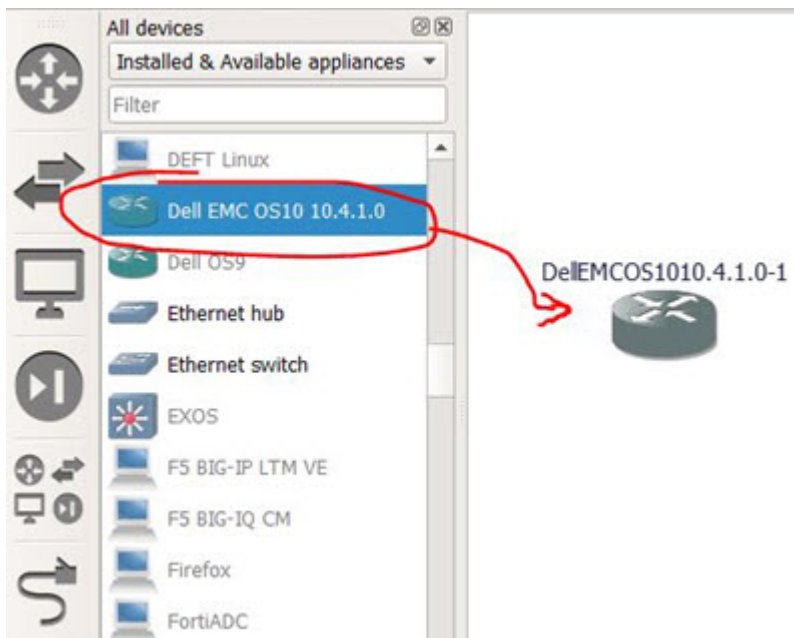 All devices
Installed & Available appliances
Filter
DEFT Linux
Dell EMC OS10 10.4.1.0
Dell OS9
Ethernet hub
Ethernet switch
EXOS
F5 BIG-IP LTM VE
F5 BIG-IQ CM
Firefox
FortiADC
DellEMCOS1010.4.1.0-1